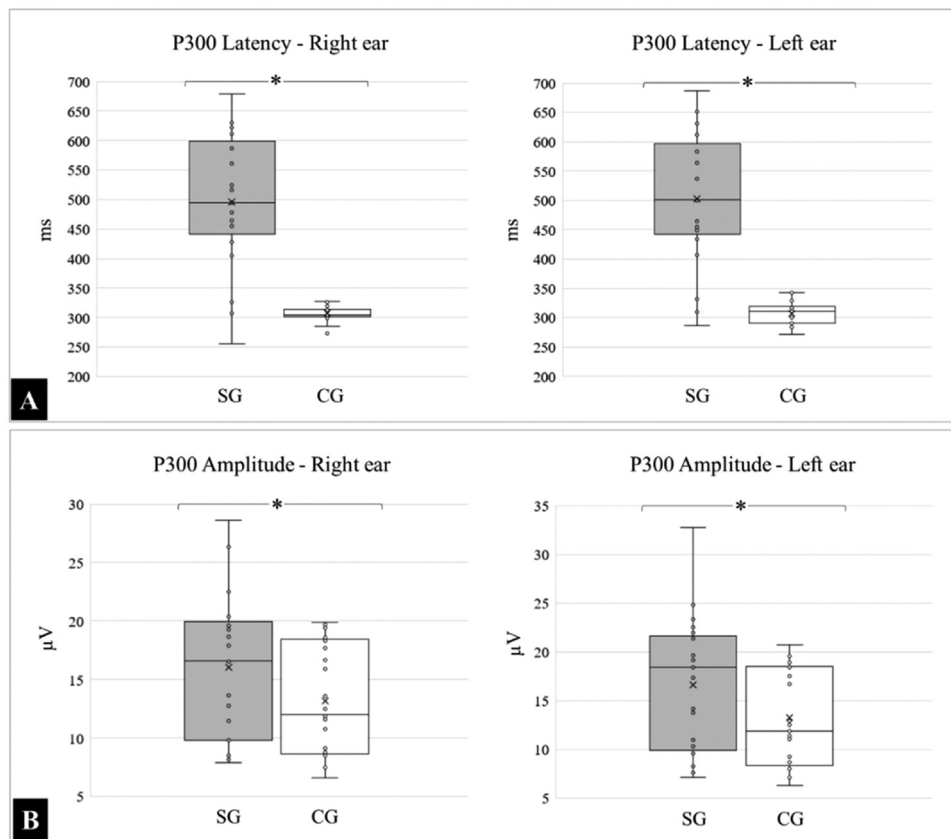 P300 Latency - Right ear
*
700
650
600
550
500
450
400
350
300
250
200
ms
SG CG
P300 Latency - Left ear
*
700
650
600
550
500
450
400
350
300
250
200
ms
SG CG
A
P300 Amplitude - Right ear
*
30
25
20
15
10
5
µV
SG CG
P300 Amplitude - Left ear
*
35
30
25
20
15
10
5
µV
SG CG
B